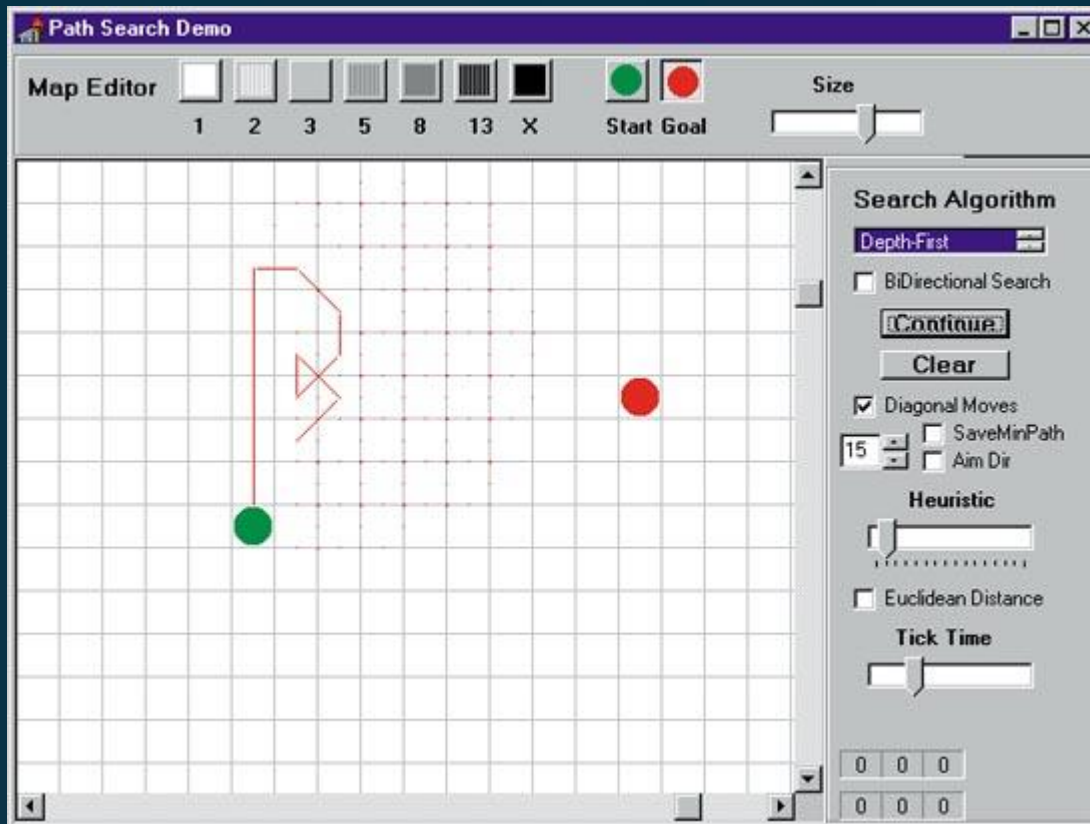 Path Search Demo
Map Editor
1 2 3 5 8 13 X
Start Goal
Size
Search Algorithm
Depth-First
BiDirectional Search
Continue
Clear
Diagonal Moves
15
SaveMinPath
Aim Dir
Heuristic
Euclidean Distance
Tick Time
0 0 0
0 0 0